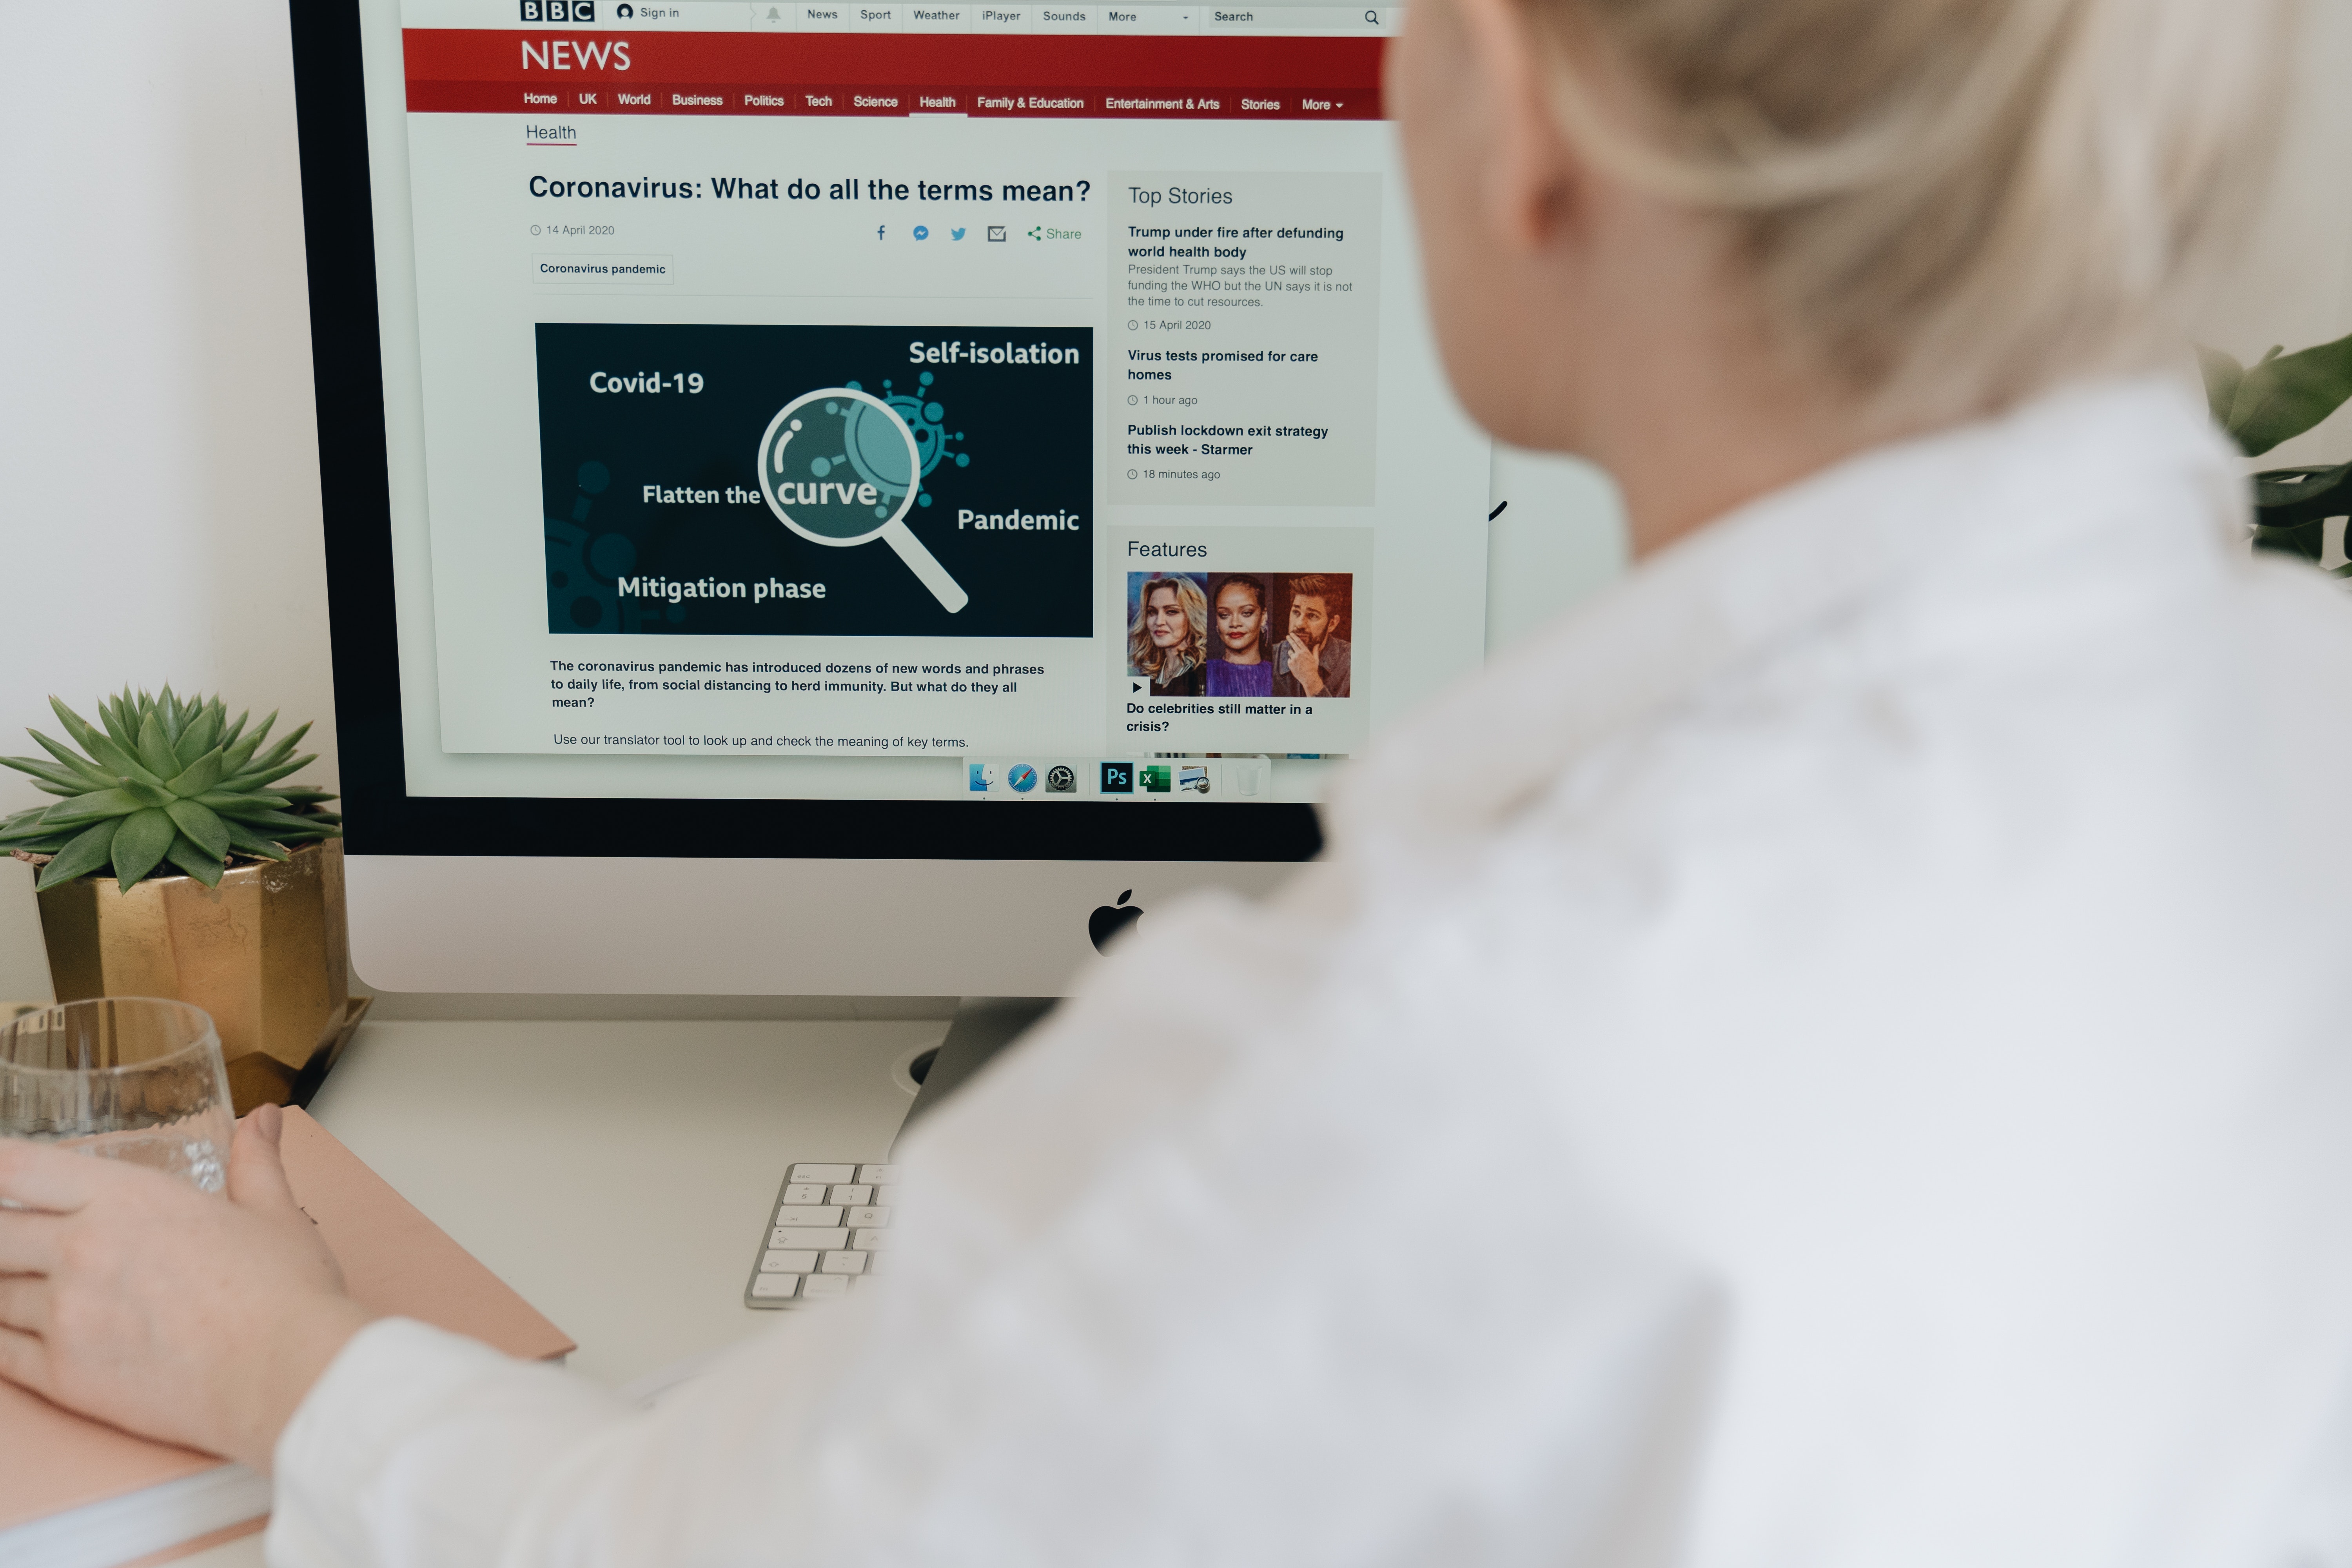 BBC Sign in News Sport Weather iPlayer Sounds More Search
NEWS
Home UK World Business Politics Tech Science Health Family & Education Entertainment & Arts Stories More
Health
Coronavirus: What do all the terms mean?
14 April 2020
Share
Coronavirus pandemic
Self-isolation
Covid-19
Flatten the curve
Pandemic
Mitigation phase
The coronavirus pandemic has introduced dozens of new words and phrases
to daily life, from social distancing to herd immunity. But what do they all
mean?
Use our translator tool to look up and check the meaning of key terms.
Top Stories
Trump under fire after defunding
world health body
President Trump says the US will stop
funding the WHO but the UN says it is not
the time to cut resources.
15 April 2020
Virus tests promised for care
homes
1 hour ago
Publish lockdown exit strategy
this week - Starmer
18 minutes ago
Features
Do celebrities still matter in a
crisis?
Ps
X